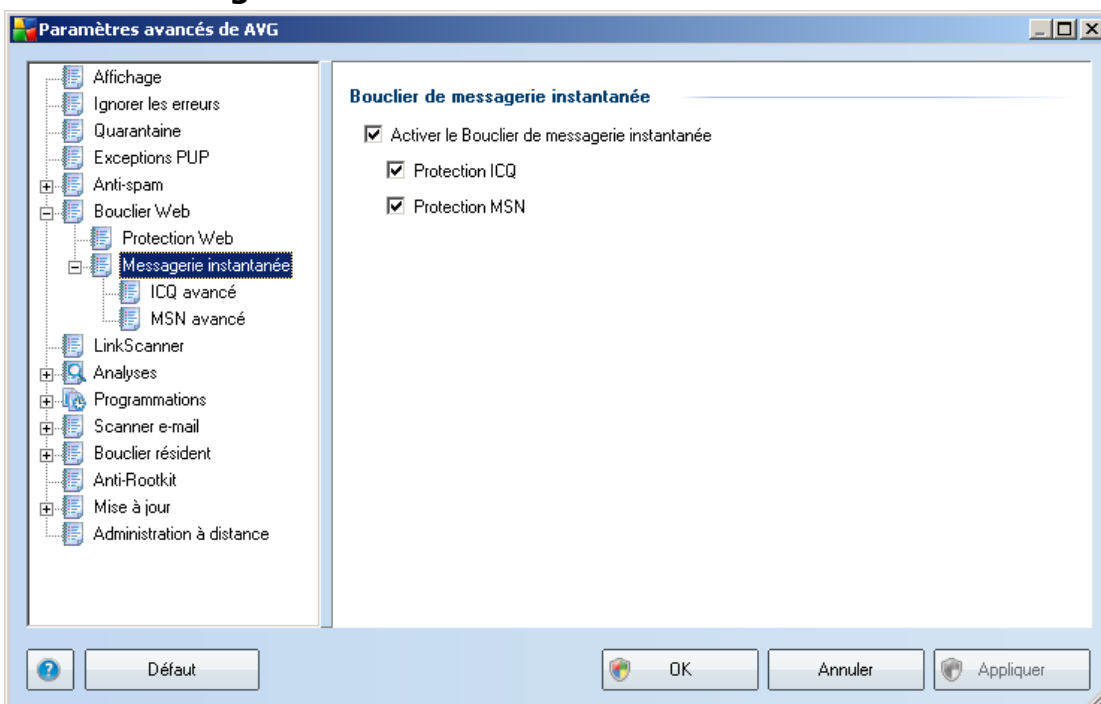 Paramètres avancés de AVG
Affichage
Ignorer les erreurs
Quarantaine
Exceptions PUP
Anti-spam
Bouclier Web
Protection Web
Messagerie instantanée
ICQ avancé
MSN avancé
LinkScanner
Analyses
Programmations
Scanner e-mail
Bouclier résident
Anti-Rootkit
Mise à jour
Administration à distance
Bouclier de messagerie instantanée
Activer le Bouclier de messagerie instantanée
Protection ICQ
Protection MSN
Défaut
OK
Annuler
Appliquer